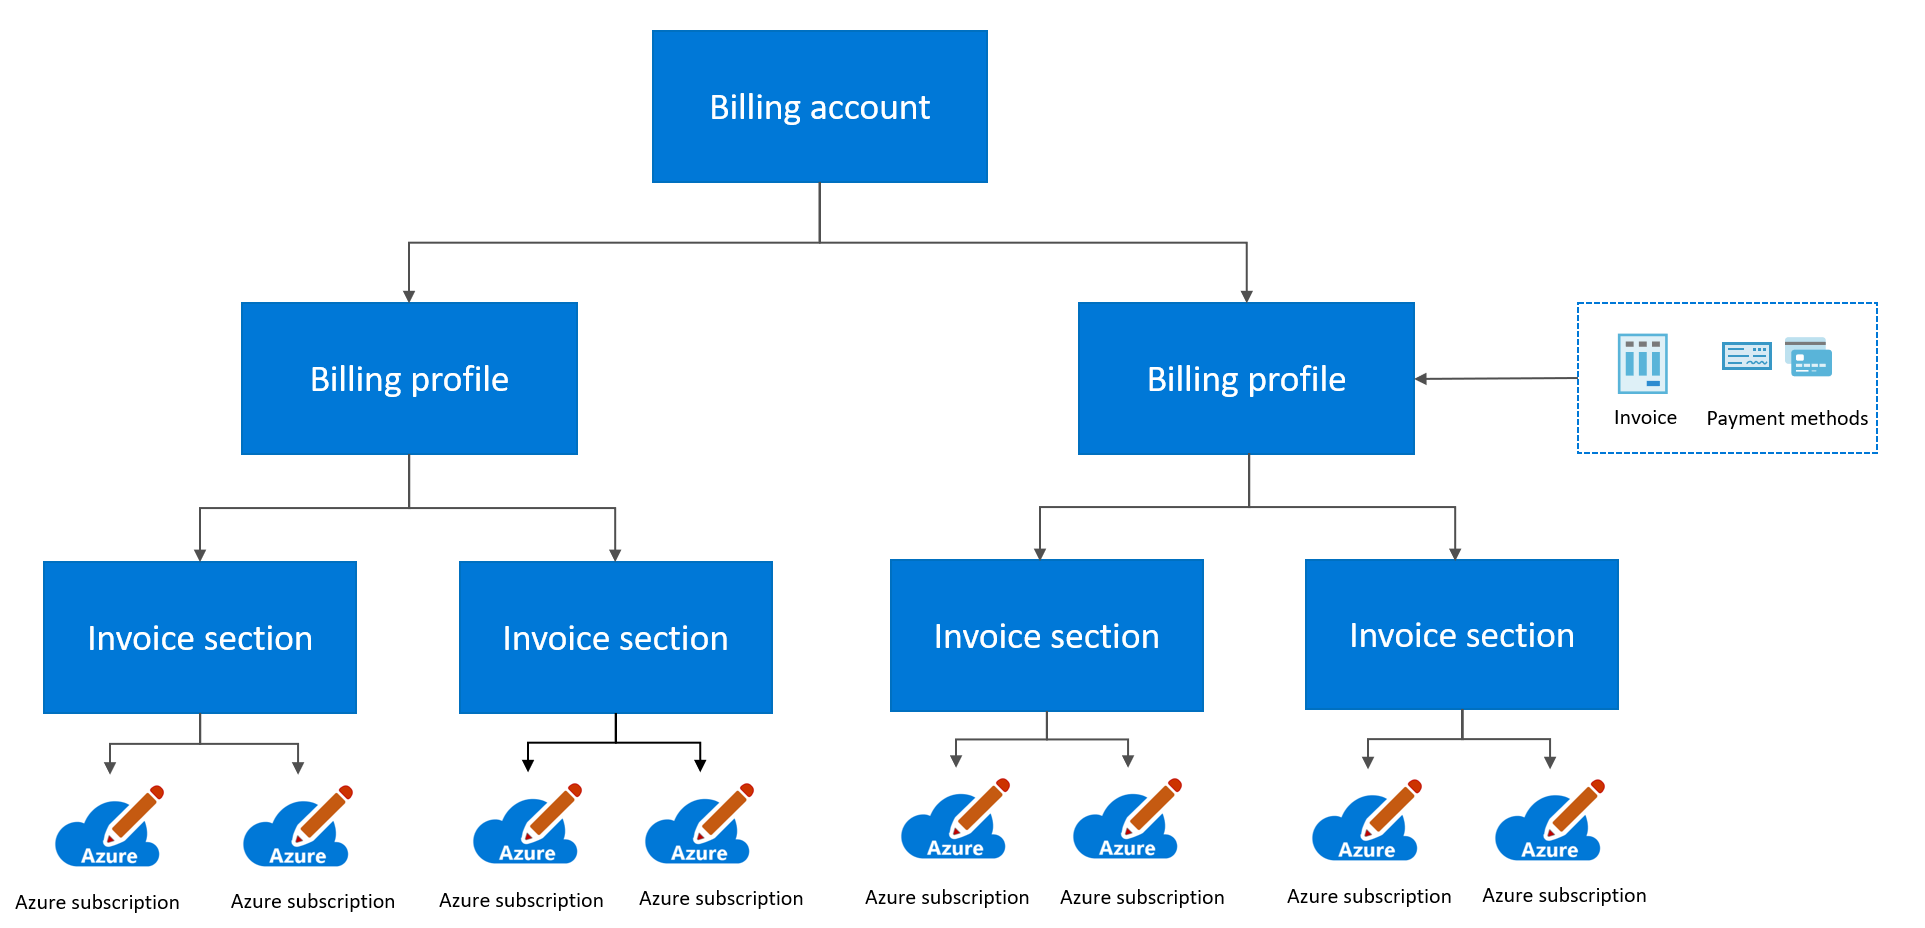 Billing account
Billing profile
Billing profile
Invoice
Payment methods
Invoice section
Invoice section
Invoice section
Invoice section
Azure
Azure
Azure
Azure
Azure
Azure
Azure
Azure
Azure subscription
Azure subscription
Azure subscription
Azure subscription
Azure subscription
Azure subscription
Azure subscription
Azure subscription